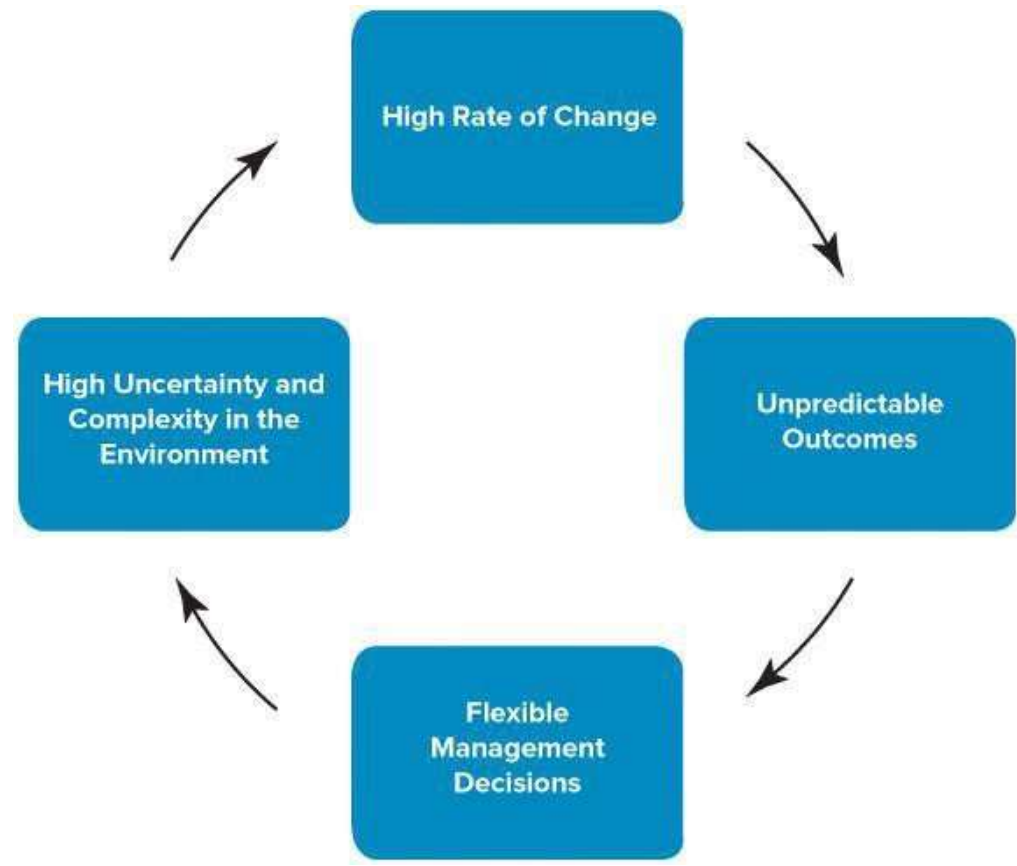 High Rate of Change
Unpredictable
Outcomes
Flexible
Management
Decisions
High Uncertainty and
Complexity in the
Environment